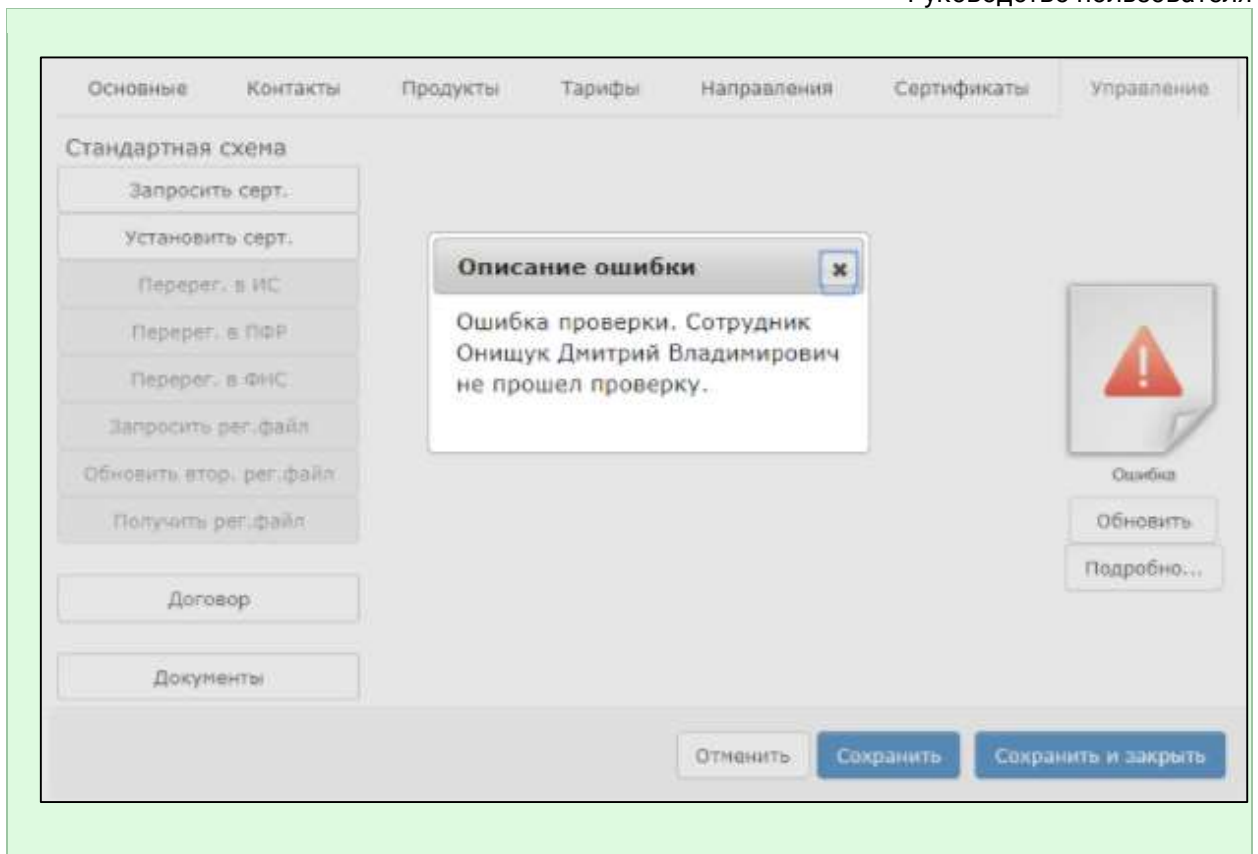 Руководство пользователя
Основные Контакты Продукты Тарифы Направления Сертификаты Управление
Стандартная схема
Запросить серт.
Установить серт.
Перерег. в ИС
Перерег. в ПФР
Перерег. в ФНС
Запросить рег.файл
Обновить втор. рег.файл
Получить рег.файл
Договор
Документы
Описание ошибки
Ошибка проверки. Сотрудник
Онищук Дмитрий Владимирович
не прошел проверку.
Ошибка
Обновить
Подробно...
Отменить Сохранить Сохранить и закрыть